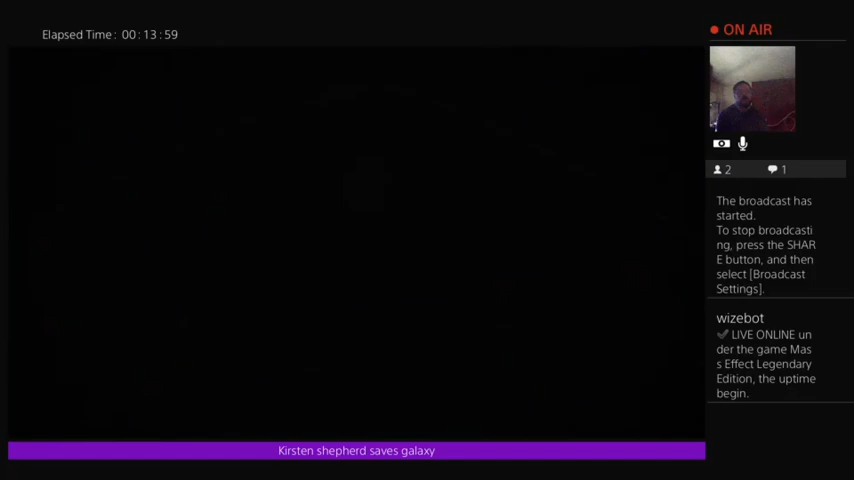 Elapsed Time: 00:13:59
ON AIR
2
1
The broadcast has
started.
To stop broadcasti
ng, press the SHAR
E button, and then
select [Broadcast
Settings].
wizebot
✓ LIVE ONLINE un
der the game Mas
s Effect Legendary
Edition, the uptime
begin.
Kirsten shepherd saves galaxy